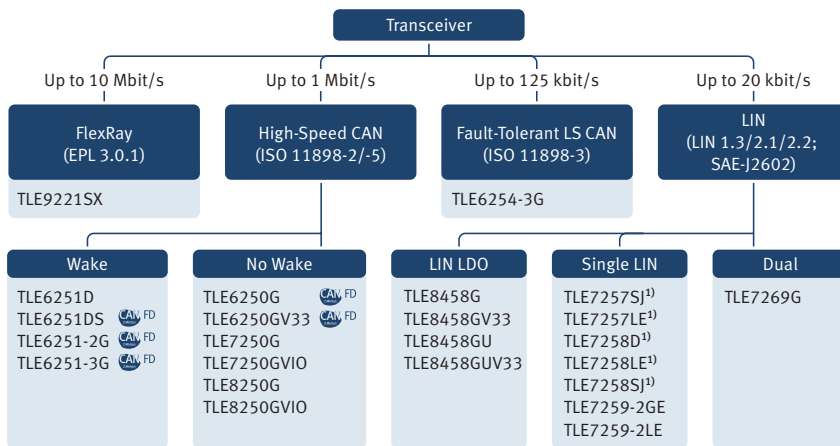 Transceiver
Up to 10 Mbit/s
Up to 1 Mbit/s
Up to 125 kbit/s
Up to 20 kbit/s
FlexRay
(EPL 3.0.1)
TLE9221SX
High-Speed CAN
(ISO 11898-2/-5)
Fault-Tolerant LS CAN
(ISO 11898-3)
TLE6254-3G
LIN
(LIN 1.3/2.1/2.2;
SAE-J2602)
Wake
TLE6251D
TLE6251DS CAN FD
TLE6251-2G CAN FD
TLE6251-3G CAN FD
No Wake
TLE6250G CAN FD
TLE6250GV33 CAN FD
TLE7250G
TLE7250GVIO
TLE8250G
TLE8250GVIO
LIN LDO
TLE8458G
TLE8458GV33
TLE8458GU
TLE8458GUV33
Single LIN
TLE7257SJ¹⁾
TLE7257LE¹⁾
TLE7258D¹⁾
TLE7258LE¹⁾
TLE7258SJ¹⁾
TLE7259-2GE
TLE7259-2LE
Dual
TLE7269G